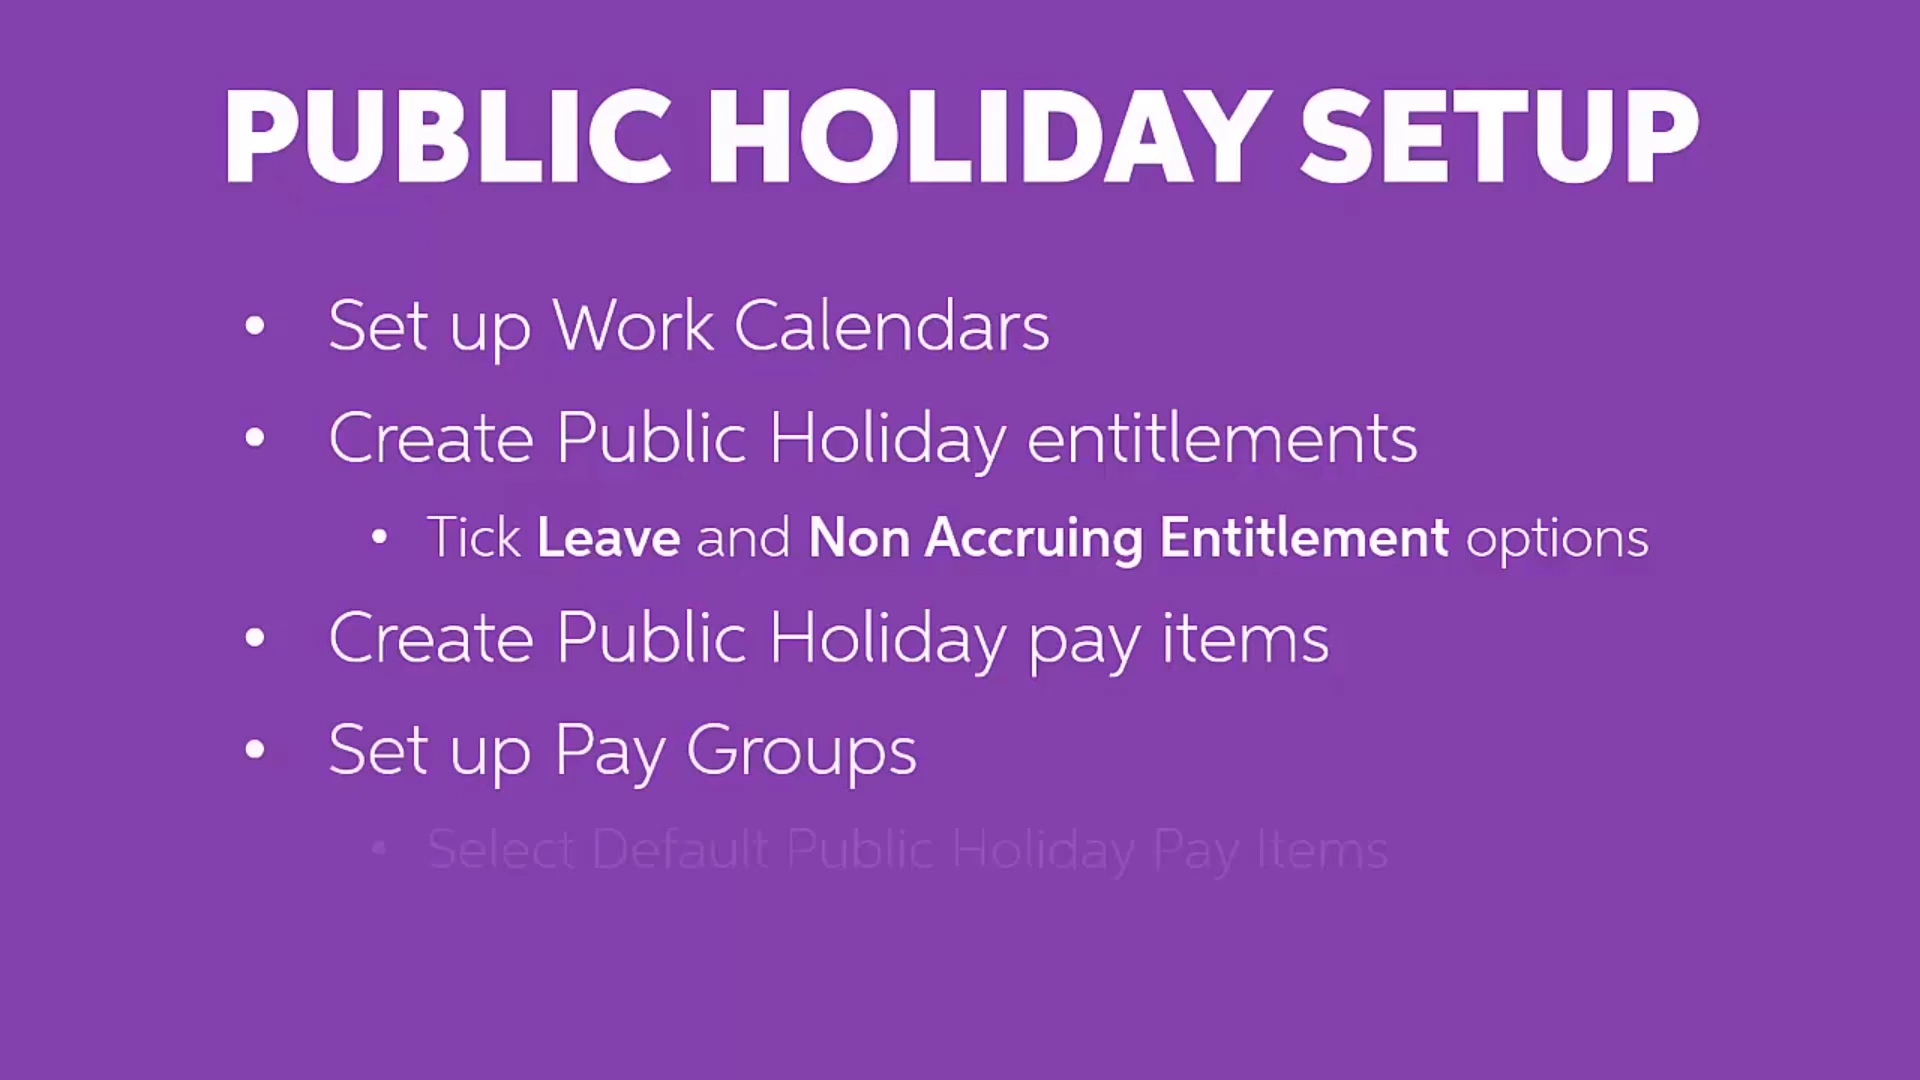 PUBLIC HOLIDAY SETUP
• Set up Work Calendars
• Create Public Holiday entitlements
• Tick Leave and Non Accruing Entitlement options
• Create Public Holiday pay items
• Set up Pay Groups
• Select Default Public Holiday Pay Items